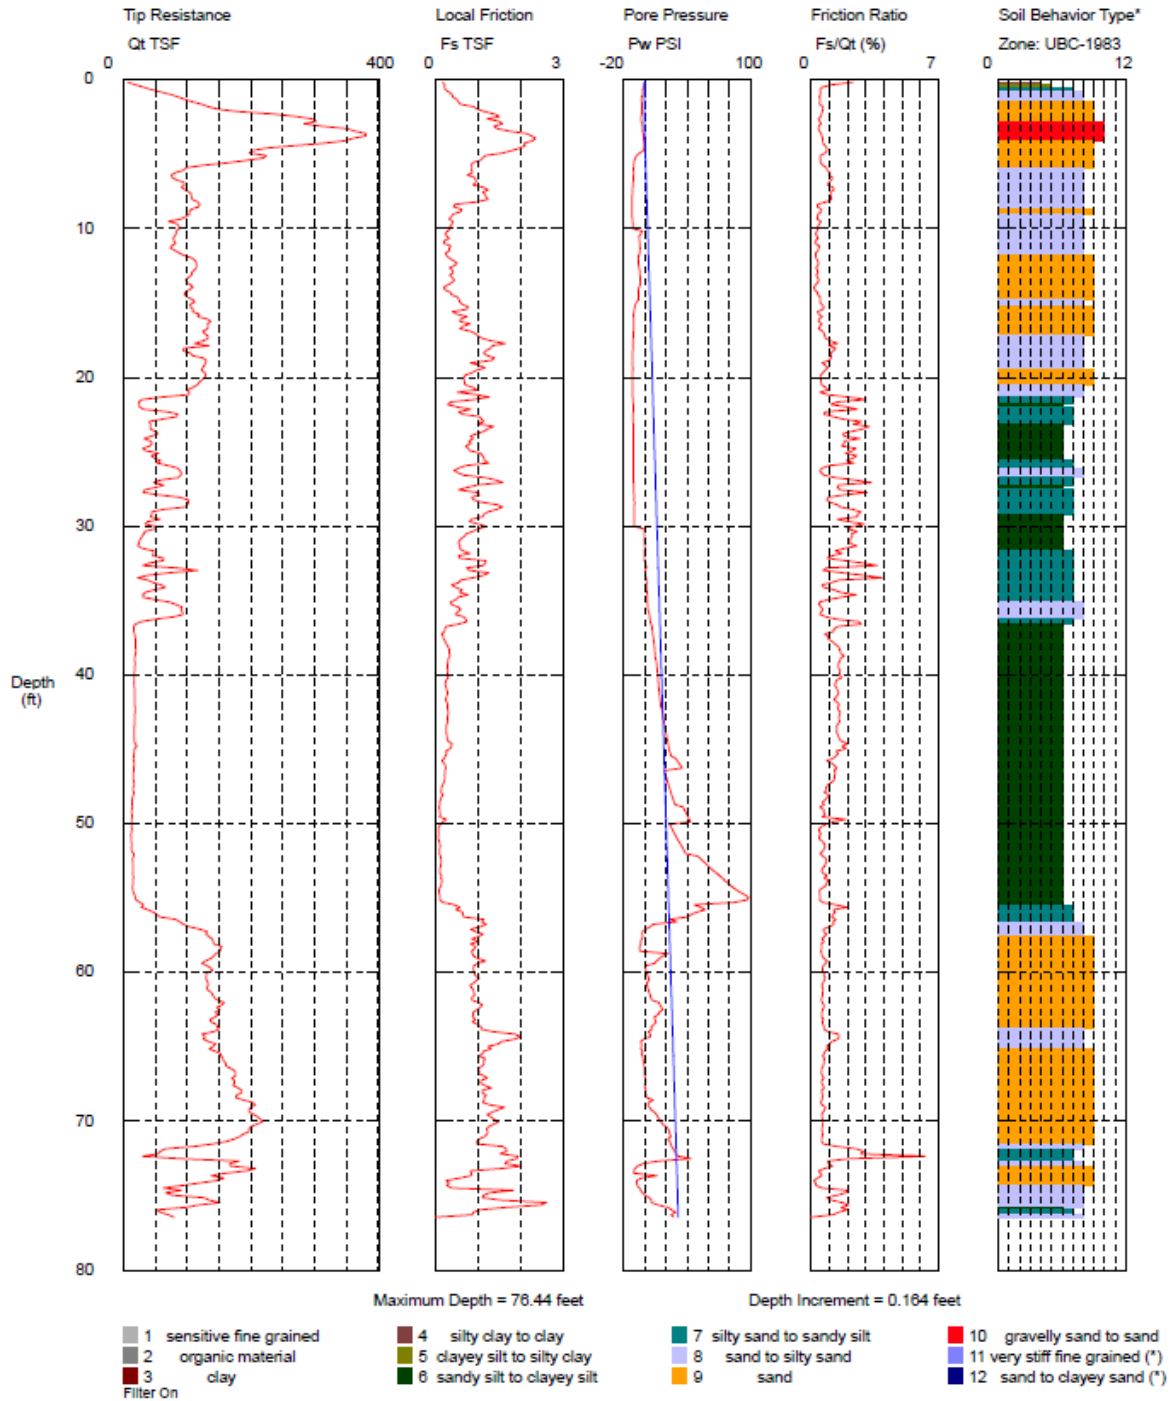 Tip Resistance Local Friction Pore Pressure Friction Ratio Soil Behavior Type*
Qt TSF Fs TSF Pw PSI Fs/Qt (%) Zone: UBC-1983
0 400 0 3 -20 100 0 7 0 12
0
10
20
30
40
Depth
(ft)
50
60
70
80
Maximum Depth = 76.44 feet Depth Increment = 0.164 feet
1 sensitive fine grained 4 silty clay to clay 7 silty sand to sandy silt 10 gravelly sand to sand
2 organic material 5 clayey silt to silty clay 8 sand to silty sand 11 very stiff fine grained (*)
3 clay 6 sandy silt to clayey silt 9 sand 12 sand to clayey sand (*)
Filter On